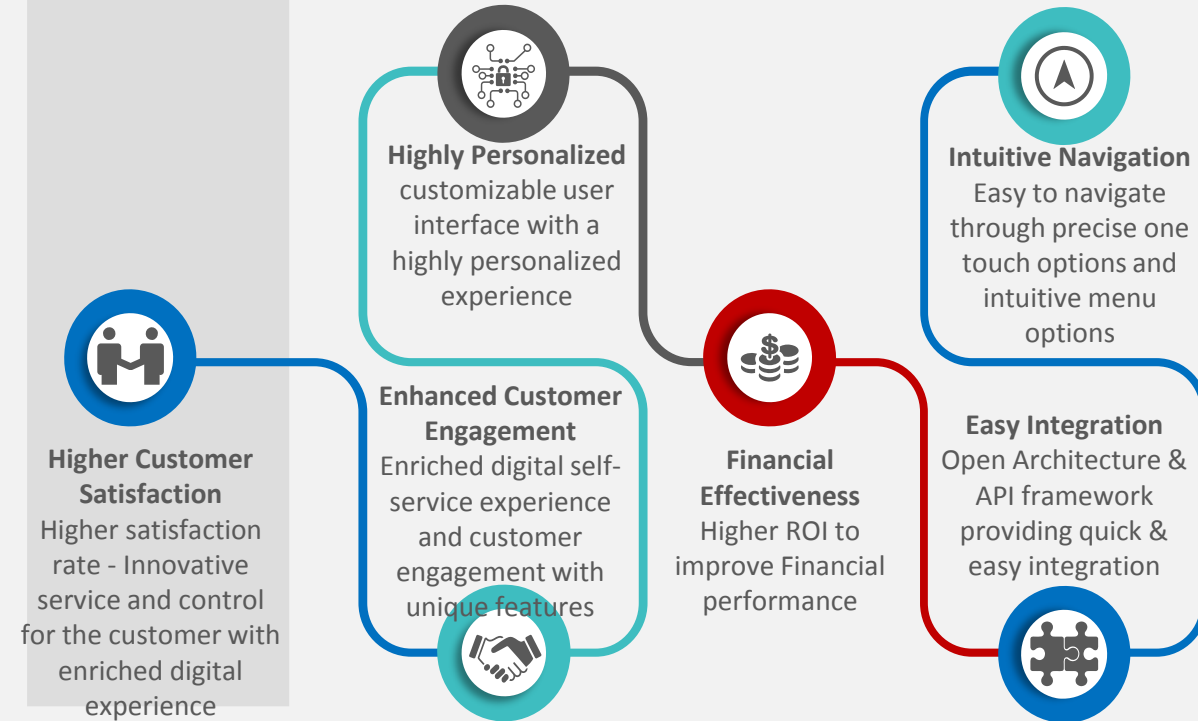 Higher Customer
Satisfaction
Higher satisfaction
rate - Innovative
service and control
for the customer with
enriched digital
experience
Highly Personalized
customizable user
interface with a
highly personalized
experience
Enhanced Customer
Engagement
Enriched digital self-
service experience
and customer
engagement with
unique features
Financial
Effectiveness
Higher ROI to
improve Financial
performance
Intuitive Navigation
Easy to navigate
through precise one
touch options and
intuitive menu
options
Easy Integration
Open Architecture &
API framework
providing quick &
easy integration